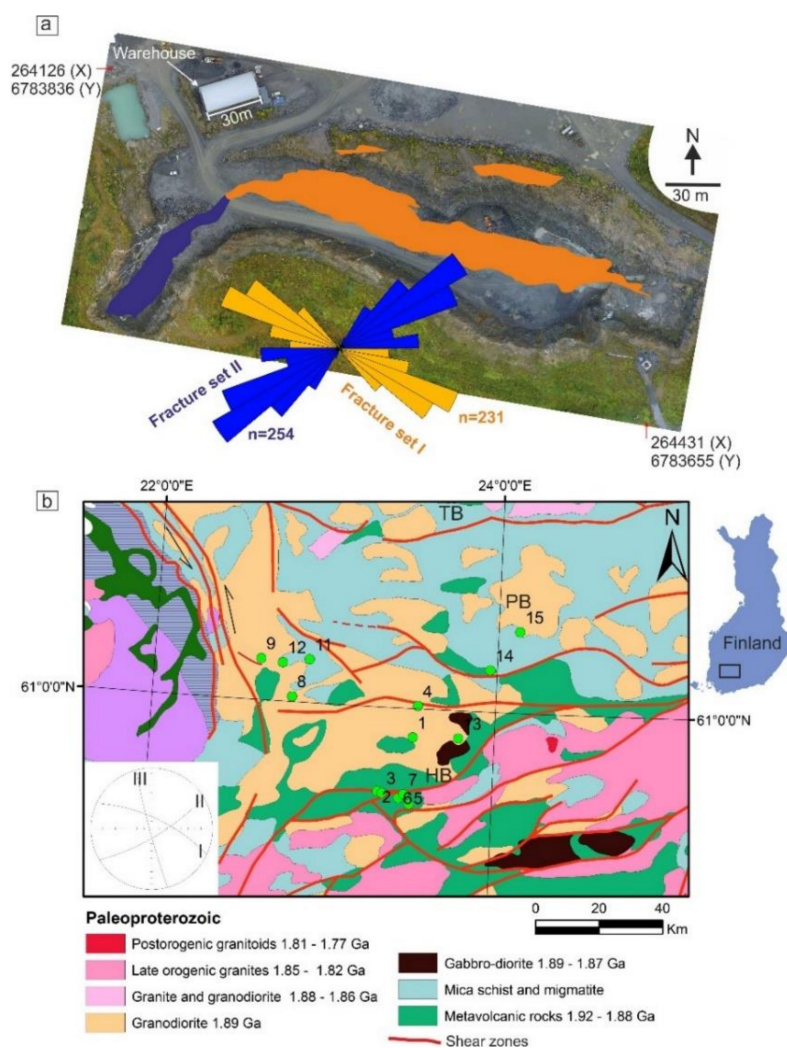 a
Warehouse
264126 (X)
6783836 (Y)
30m
N
30 m
Fracture set II
Fracture set I
n=254
n=231
264431 (X)
6783655 (Y)
b
22°0'0"E
24°0'0"E
TB
N
PB
15
9
12
11
14
Finland
8
61°0'0"N
4
61°0'0"N
1
13
HB
3
7
2
65
III
II
I
Paleoproterozoic
0 20 40
Km
Postorogenic granitoids 1.81 - 1.77 Ga
Late orogenic granites 1.85 - 1.82 Ga
Granite and granodiorite 1.88 - 1.86 Ga
Granodiorite 1.89 Ga
Gabbro-diorite 1.89 - 1.87 Ga
Mica schist and migmatite
Metavolcanic rocks 1.92 - 1.88 Ga
Shear zones